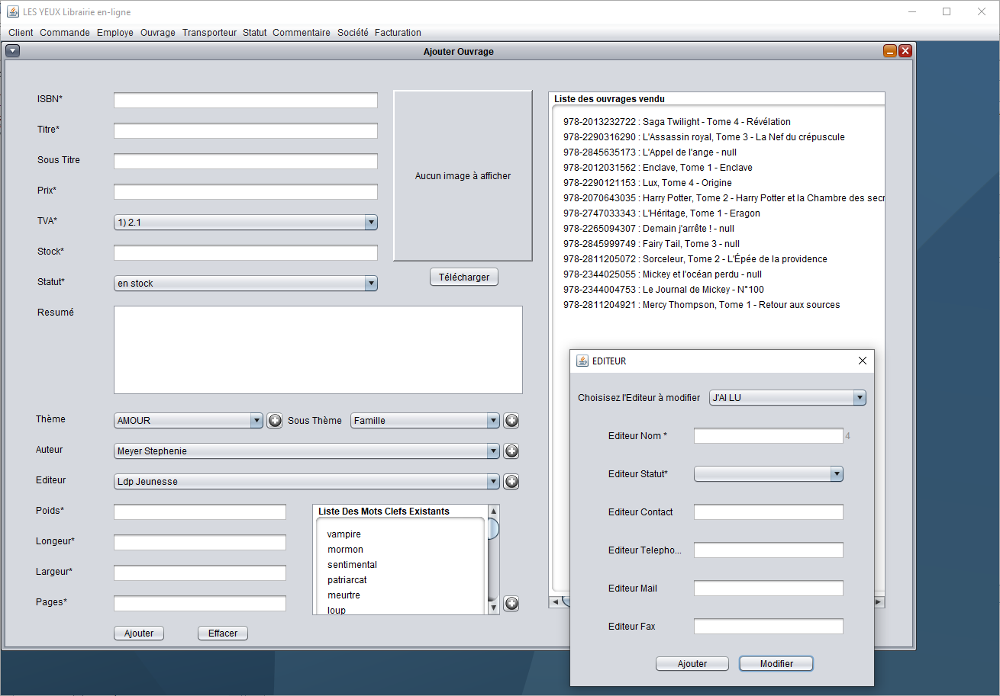 LES YEUX Librairie en-ligne
Client Commande Employe Ouvrage Transporteur Statut Commentaire Société Facturation
Ajouter Ouvrage
ISBN*
Titre*
Sous Titre
Prix*
TVA* 1) 2.1
Stock*
Statut* en stock
Resumé
Aucun image à afficher
Télécharger
Thème AMOUR Sous Thème Famille
Auteur Meyer Stephenie
Editeur Ldp Jeunesse
Poids*
Longeur*
Largeur*
Pages*
Liste Des Mots Clefs Existants
vampire
mormon
sentimental
patriarcat
meurtre
loup
Ajouter Effacer
Liste des ouvrages vendu
978-2013232722 : Saga Twilight - Tome 4 - Révélation
978-2290316290 : L'Assassin royal, Tome 3 - La Nef du crépuscule
978-2845635173 : L'Appel de l'ange - null
978-2012031562 : Enclave, Tome 1 - Enclave
978-2290121153 : Lux, Tome 4 - Origine
978-2070643035 : Harry Potter, Tome 2 - Harry Potter et la Chambre des secr
978-2747033343 : L'Héritage, Tome 1 - Eragon
978-2265094307 : Demain j'arrête ! - null
978-2845999749 : Fairy Tail, Tome 3 - null
978-2811205072 : Sorceleur, Tome 2 - L'Épée de la providence
978-2344025055 : Mickey et l'océan perdu - null
978-2344004753 : Le Journal de Mickey - N°100
978-2811204921 : Mercy Thompson, Tome 1 - Retour aux sources
EDITEUR
Choisisez l'Editeur à modifier J'AI LU
Editeur Nom * 4
Editeur Statut*
Editeur Contact
Editeur Telepho...
Editeur Mail
Editeur Fax
Ajouter Modifier